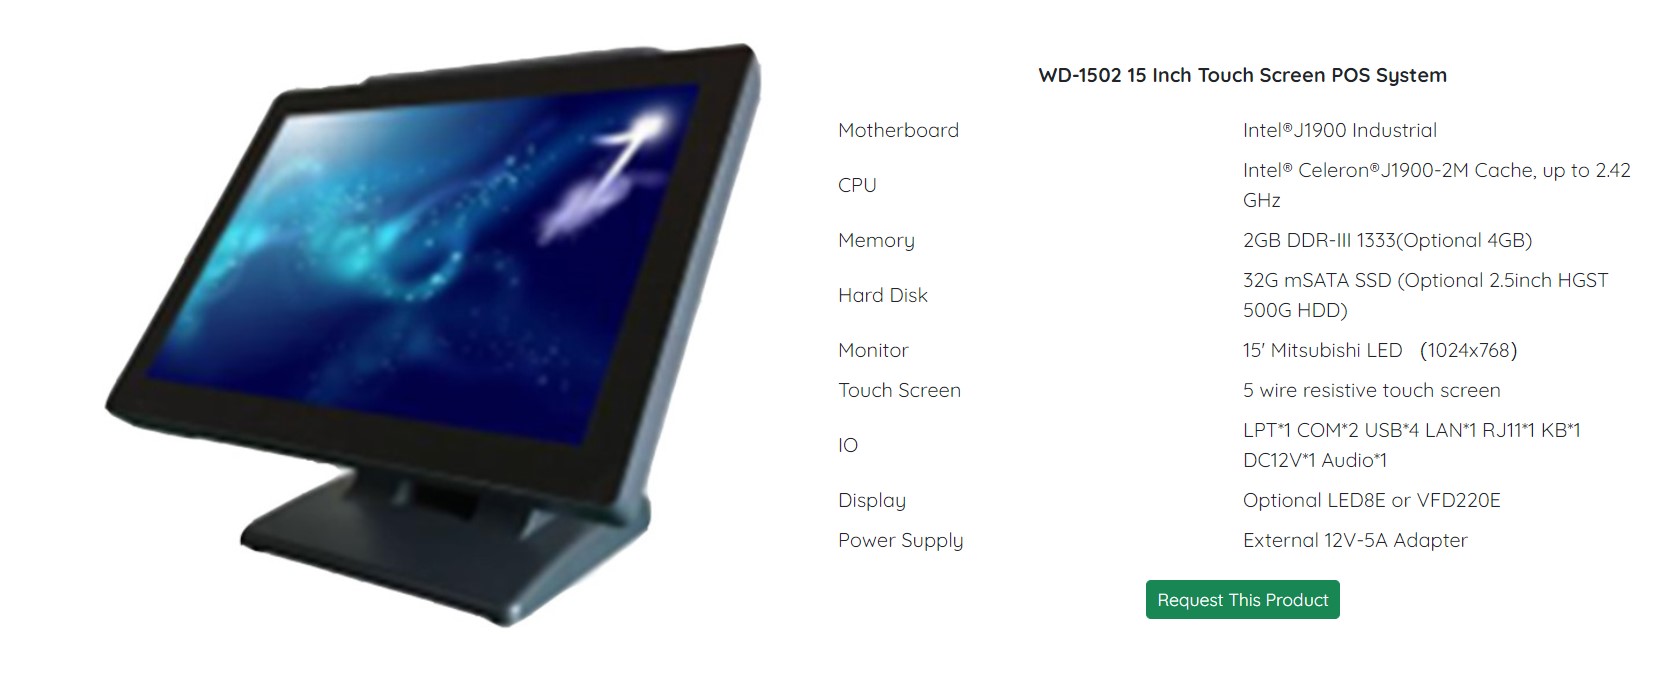 WD-1502 15 Inch Touch Screen POS System
Motherboard Intel®J1900 Industrial
CPU Intel® Celeron®J1900-2M Cache, up to 2.42
GHz
Memory 2GB DDR-III 1333(Optional 4GB)
Hard Disk 32G mSATA SSD (Optional 2.5inch HGST
500G HDD)
Monitor 15' Mitsubishi LED （1024x768）
Touch Screen 5 wire resistive touch screen
IO LPT*1 COM*2 USB*4 LAN*1 RJ11*1 KB*1
DC12V*1 Audio*1
Display Optional LED8E or VFD220E
Power Supply External 12V-5A Adapter
Request This Product